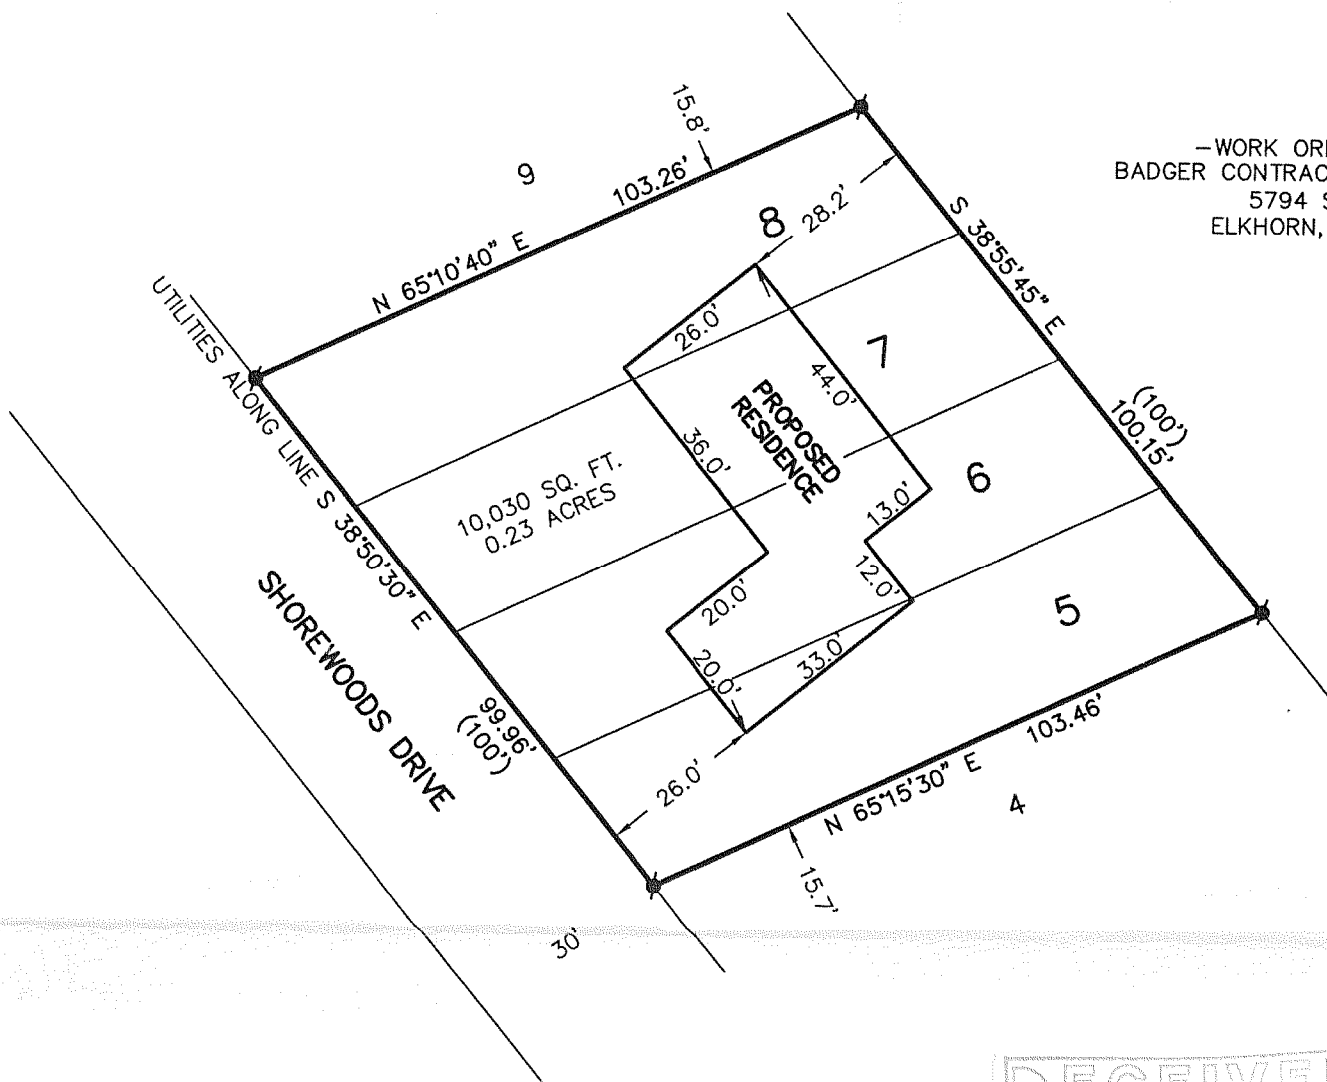 15.8'
9
103.26'
8
28.2'
—WORK
BADGER
5794
ELKHORN,
N 65°10'40" E
S 38°55'45" E
UTILITIES ALONG LINE S 38°50'30" E
26.0'
7
44.0'
PROPOSED
RESIDENCE
(100')
100.15'
36.0'
10,030 SQ. FT.
0.23 ACRES
6
13.0'
12.0'
20.0'
5
SHOREWOODS DRIVE
20.0'
33.0'
99.96'
(100')
103.46'
N 65°15'30" E
26.0'
4
15.7'
30'